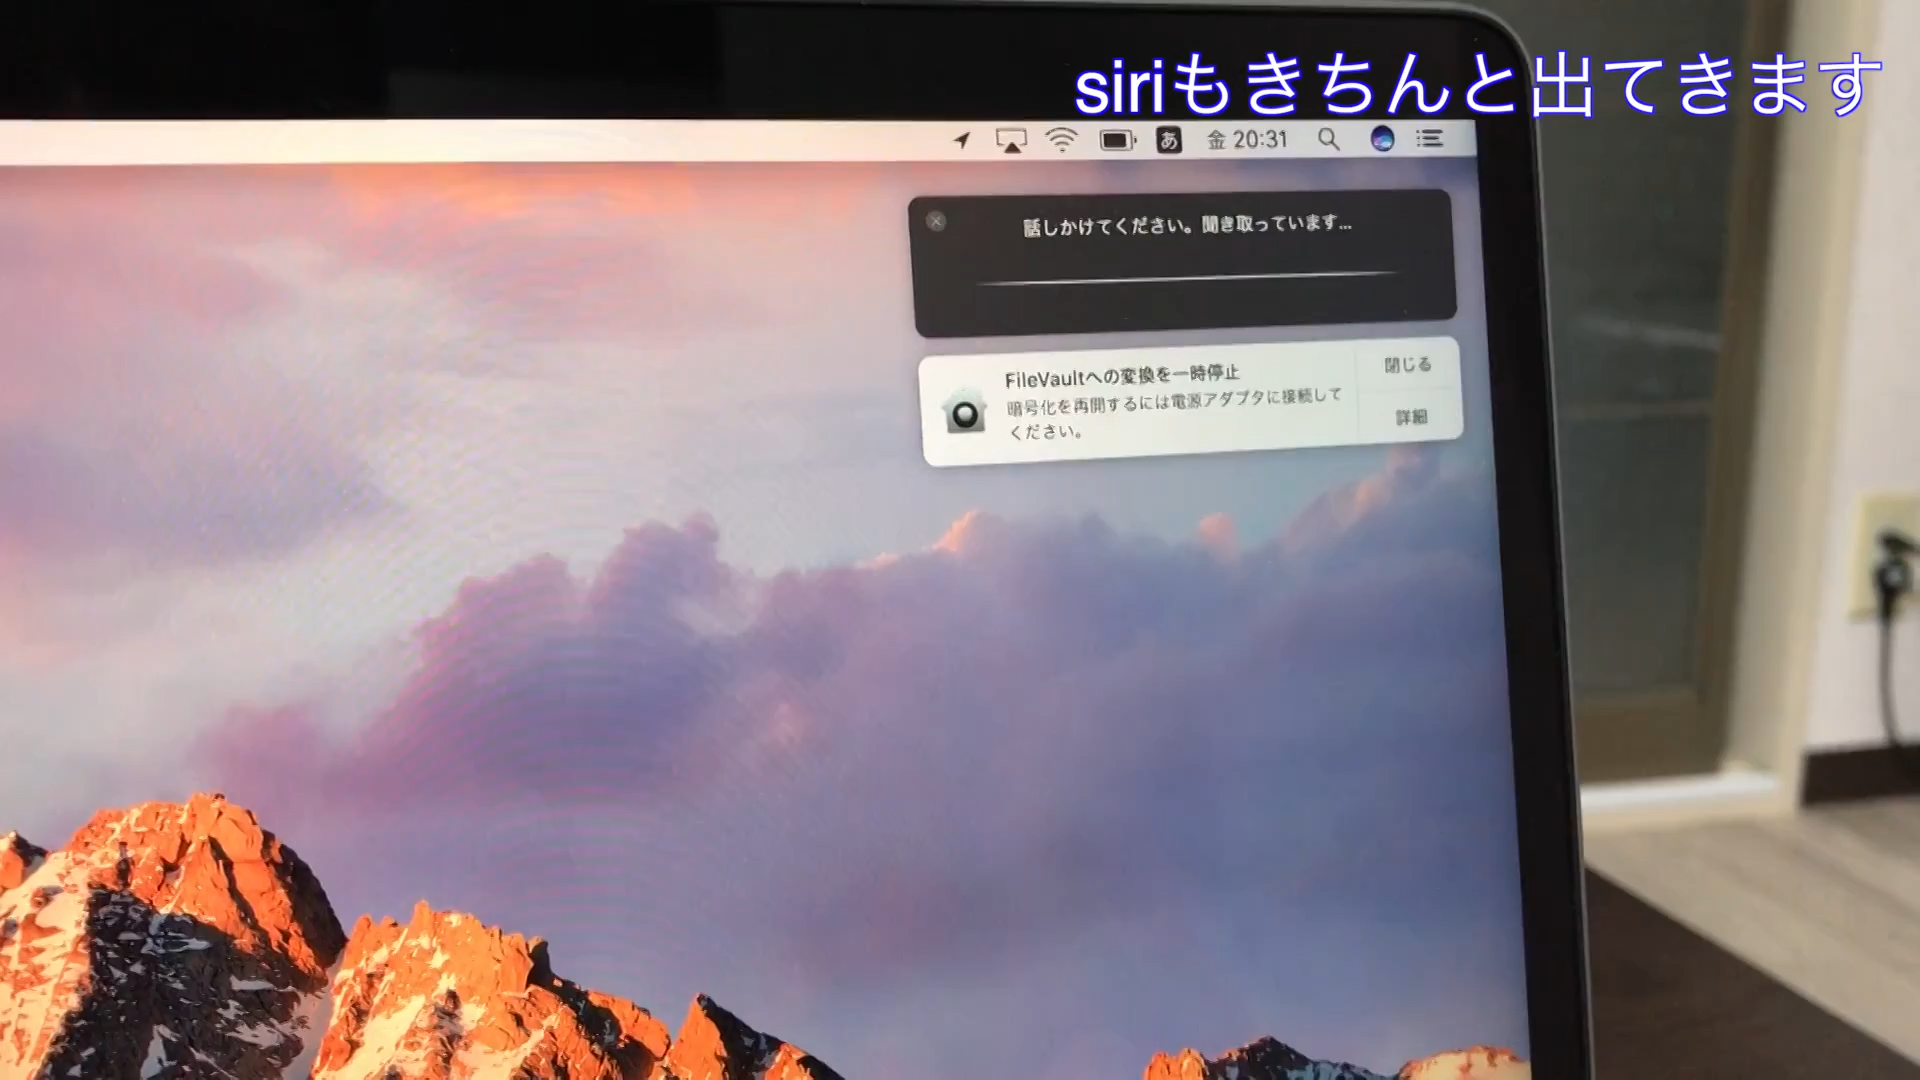 siriもきちんと出てきます
あ 金 20:31
話しかけてください。聞き取っています...
FileVaultへの変換を一時停止
暗号化を再開するには電源アダプタに接続して
ください。
閉じる
詳細